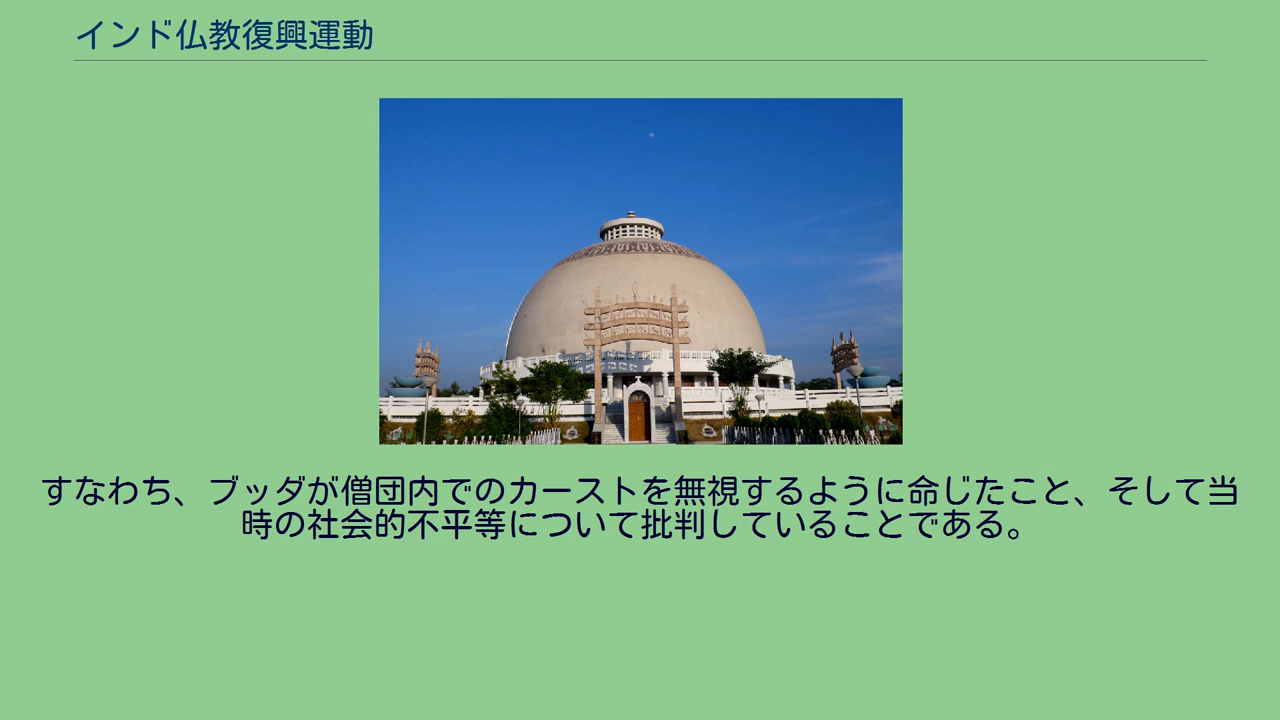 インド仏教復興運動
すなわち、ブッダが僧団内でのカーストを無視するように命じたこと、そして当
時の社会的不平等について批判していることである。